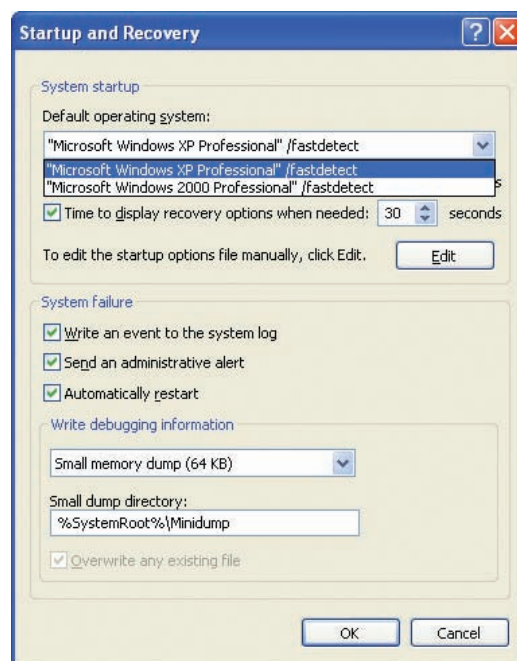 Startup and Recovery
System startup
Default operating system:
"Microsoft Windows XP Professional" /fastdetect
"Microsoft Windows XP Professional" /fastdetect
"Microsoft Windows 2000 Professional" /fastdetect
Time to display recovery options when needed: 30 seconds
To edit the startup options file manually, click Edit. Edit
System failure
Write an event to the system log
Send an administrative alert
Automatically restart
Write debugging information
Small memory dump (64 KB)
Small dump directory:
%SystemRoot%\Minidump
Overwrite any existing file
OK Cancel